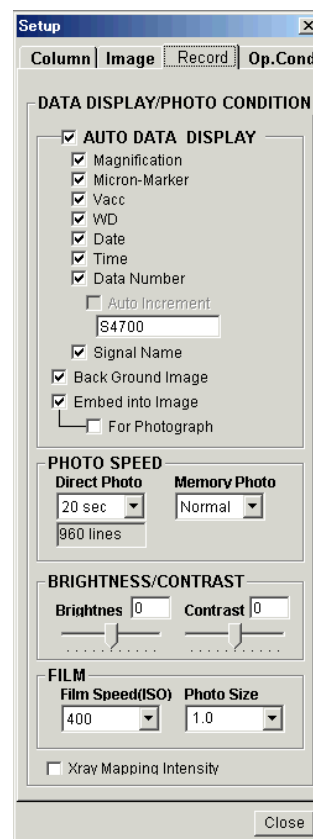 Setup
Column Image Record Op.Cond
DATA DISPLAY/PHOTO CONDITION
AUTO DATA DISPLAY
Magnification
Micron-Marker
Vacc
WD
Date
Time
Data Number
Auto Increment
S4700
Signal Name
Back Ground Image
Embed into Image
For Photograph
PHOTO SPEED
Direct Photo Memory Photo
20 sec Normal
960 lines
BRIGHTNESS/CONTRAST
Brightnes 0 Contrast 0
FILM
Film Speed(ISO) Photo Size
400 1.0
Xray Mapping Intensity
Close